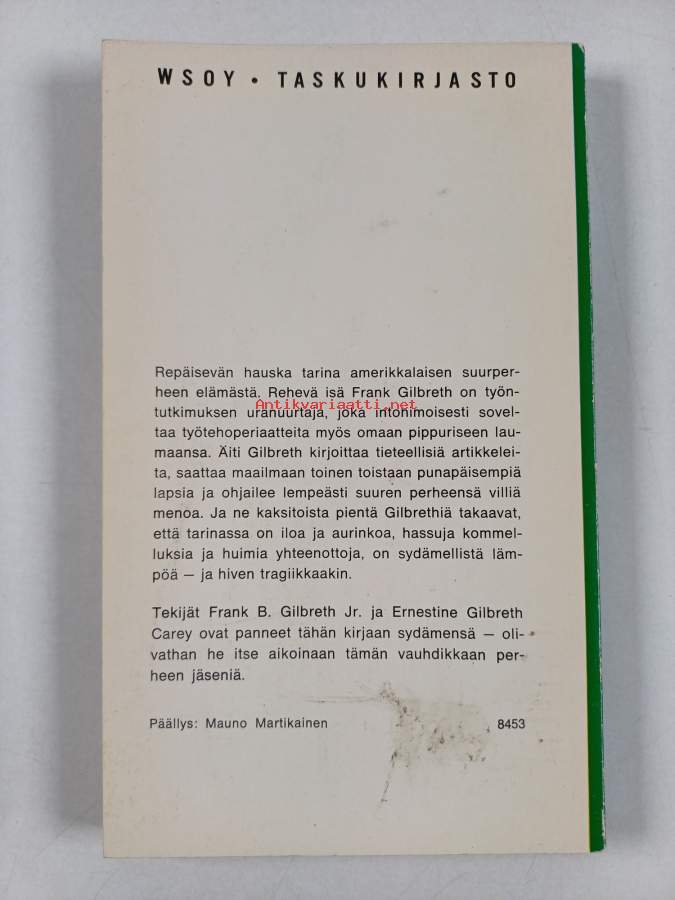 WSOY • TASKUKIRJASTO
Repäisevän hauska tarina amerikkalaisen suurper-
heen elämästä. Rehevä isä Frank Gilbreth on työn-
Antikvariaatti.net
tutkimuksen uranuurtaja, joka intohimoisesti sovel-
taa työtehoperiaatteita myös omaan pippuriseen lau-
maansa. Äiti Gilbreth kirjoittaa tieteellisiä artikkelei-
ta, saattaa maailmaan toinen toistaan punapäisempiä
lapsia ja ohjailee lempeästi suuren perheensä villiä
menoa. Ja ne kaksitoista pientä Gilbrethiä takaavat,
että tarinassa on iloa ja aurinkoa, hassuja kommel-
luksia ja huimia yhteenottoja, on sydämellistä läm-
pöä — ja hiven tragiikkaakin.
Tekijät Frank B. Gilbreth Jr. ja Ernestine Gilbreth
Carey ovat panneet tähän kirjaan sydämensä — oli-
vathan he itse aikoinaan tämän vauhdikkaan per-
heen jäseniä.
Päällys: Mauno Martikainen 8453